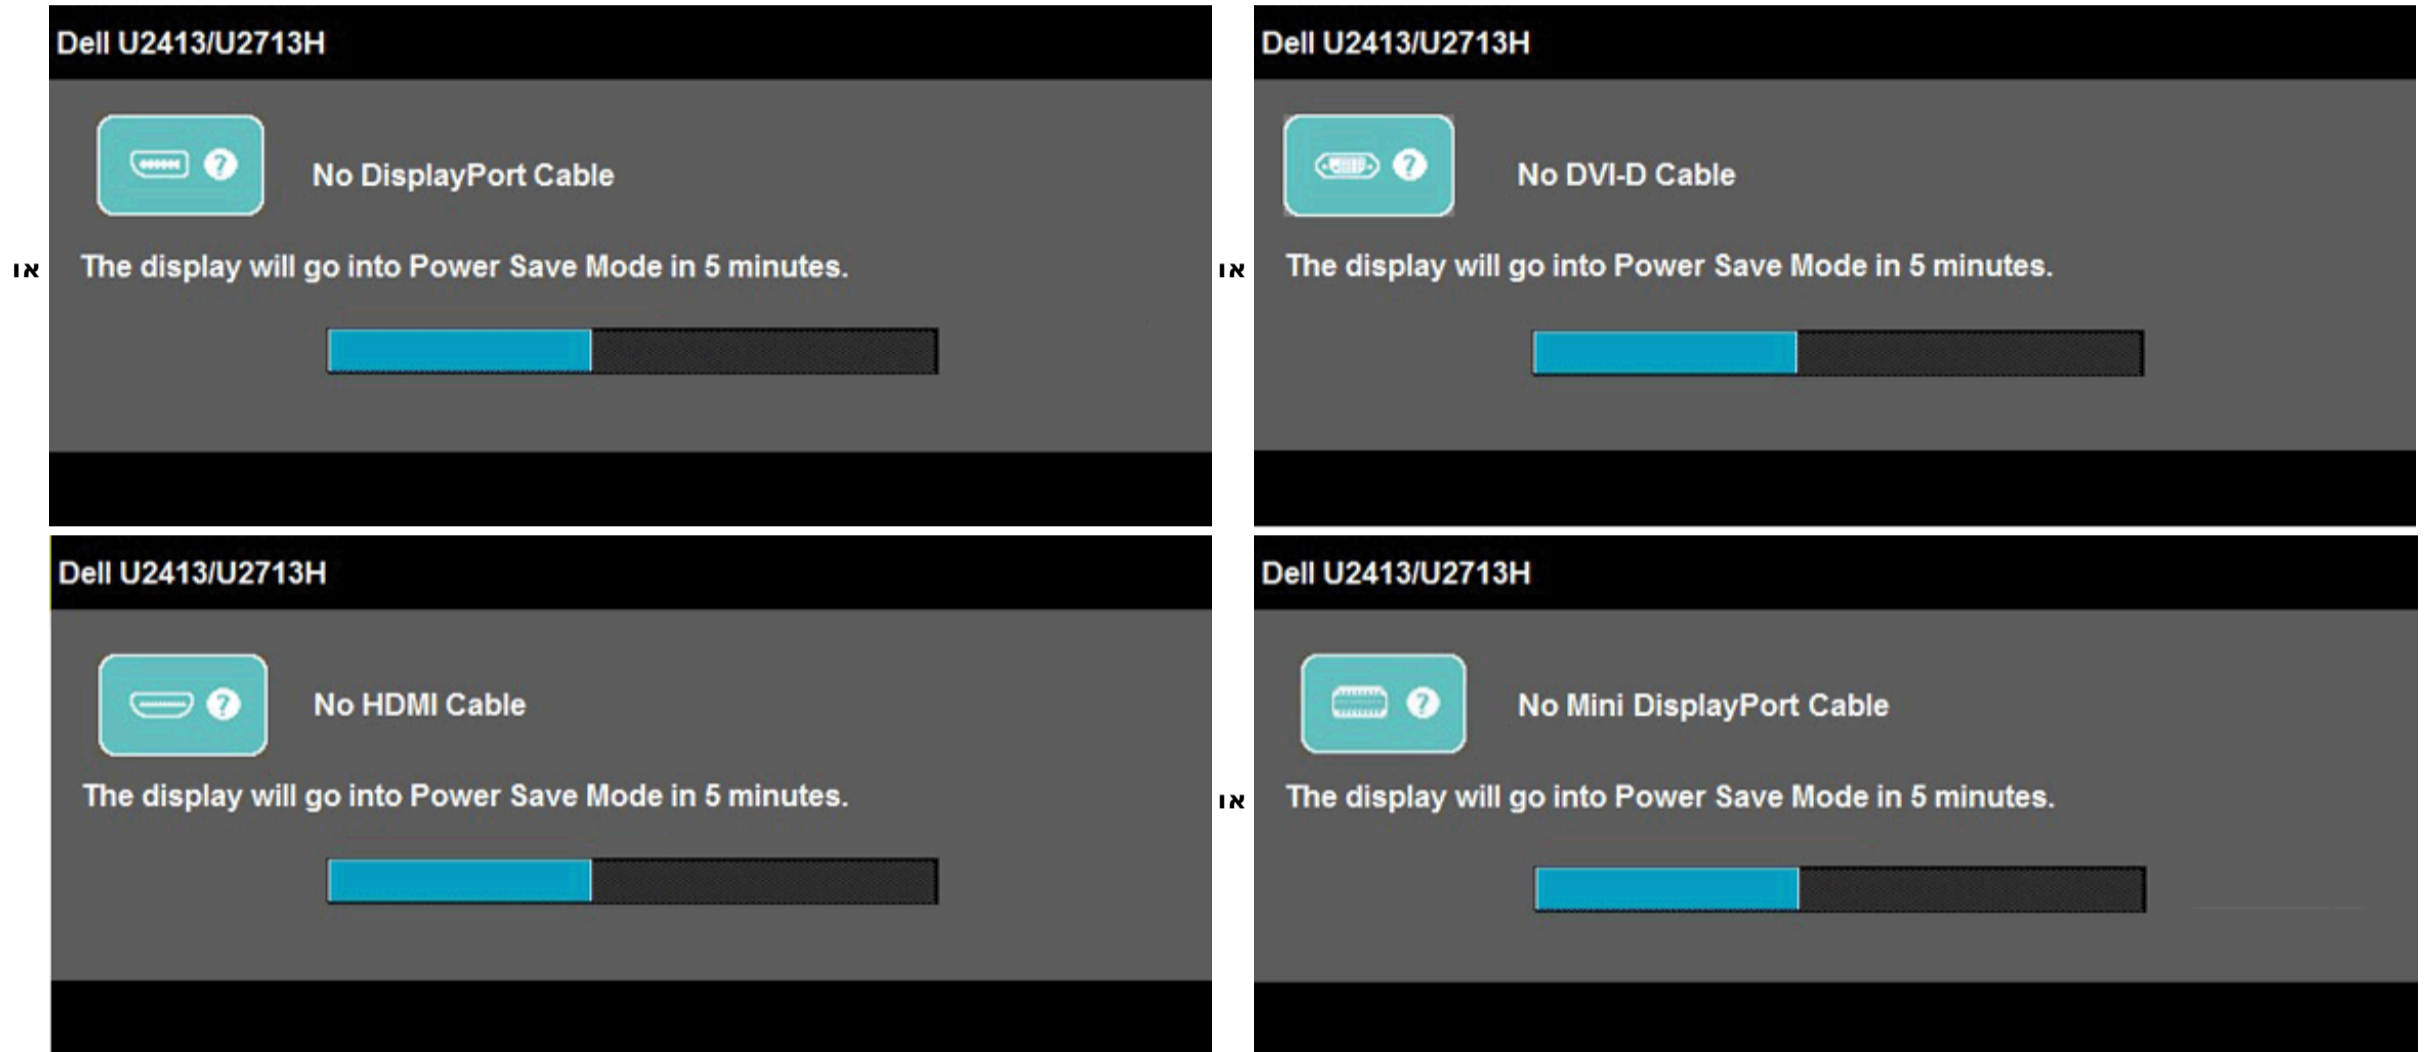 Dell U2413/U2713H
? No DVI-D Cable
The display will go into Power Save Mode in 5 minutes.
או
Dell U2413/U2713H
? No DisplayPort Cable
The display will go into Power Save Mode in 5 minutes.
או
Dell U2413/U2713H
? No Mini DisplayPort Cable
The display will go into Power Save Mode in 5 minutes.
או
Dell U2413/U2713H
? No HDMI Cable
The display will go into Power Save Mode in 5 minutes.